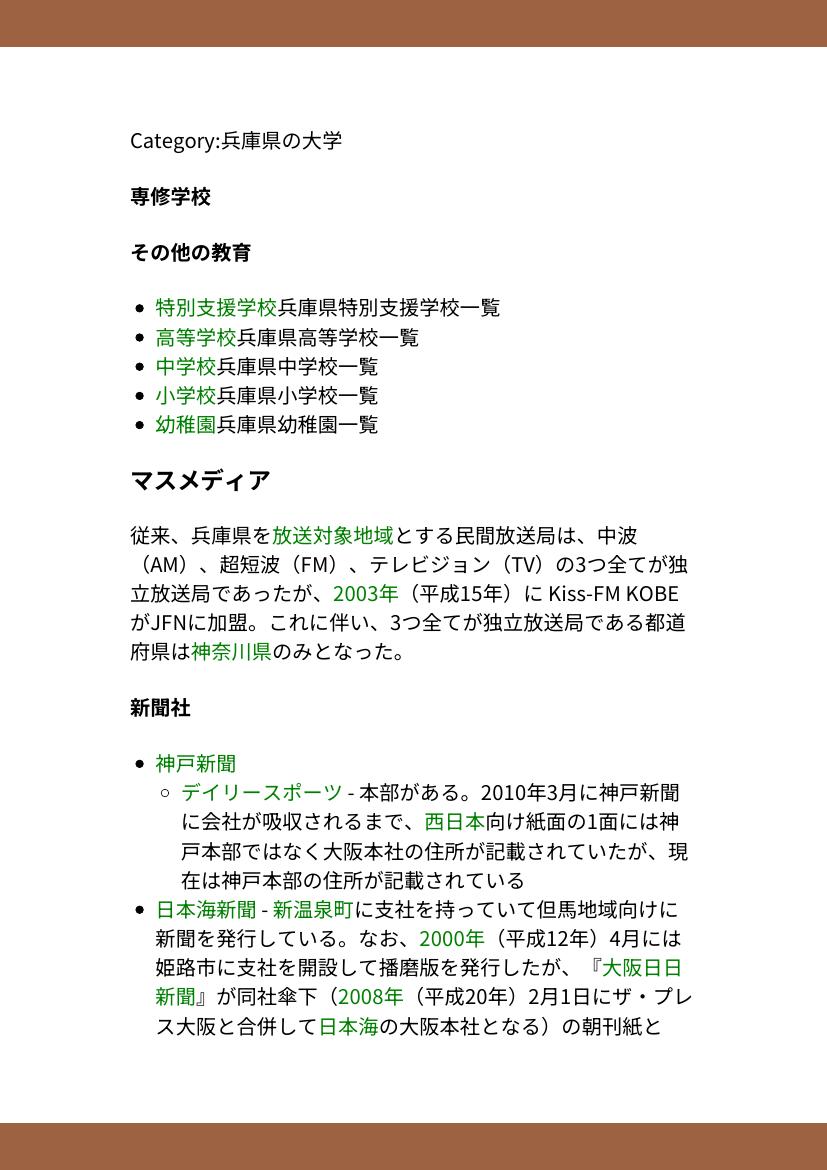 Category:兵庫県の大学
専修学校
その他の教育
• 特別支援学校兵庫県特別支援学校一覧
• 高等学校兵庫県高等学校一覧
• 中学校兵庫県中学校一覧
• 小学校兵庫県小学校一覧
• 幼稚園兵庫県幼稚園一覧
マスメディア
従来、兵庫県を放送対象地域とする民間放送局は、中波
（AM）、超短波（FM）、テレビジョン（TV）の3つ全てが独
立放送局であったが、2003年（平成15年）に Kiss-FM KOBE
がJFNに加盟。これに伴い、3つ全てが独立放送局である都道
府県は神奈川県のみとなった。
新聞社
• 神戸新聞
◦ デイリースポーツ - 本部がある。2010年3月に神戸新聞
に会社が吸収されるまで、西日本向け紙面の1面には神
戸本部ではなく大阪本社の住所が記載されていたが、現
在は神戸本部の住所が記載されている
• 日本海新聞 - 新温泉町に支社を持っていて但馬地域向けに
新聞を発行している。なお、2000年（平成12年）4月には
姫路市に支社を開設して播磨版を発行したが、『大阪日日
新聞』が同社傘下（2008年（平成20年）2月1日にザ・プレ
ス大阪と合併して日本海の大阪本社となる）の朝刊紙と